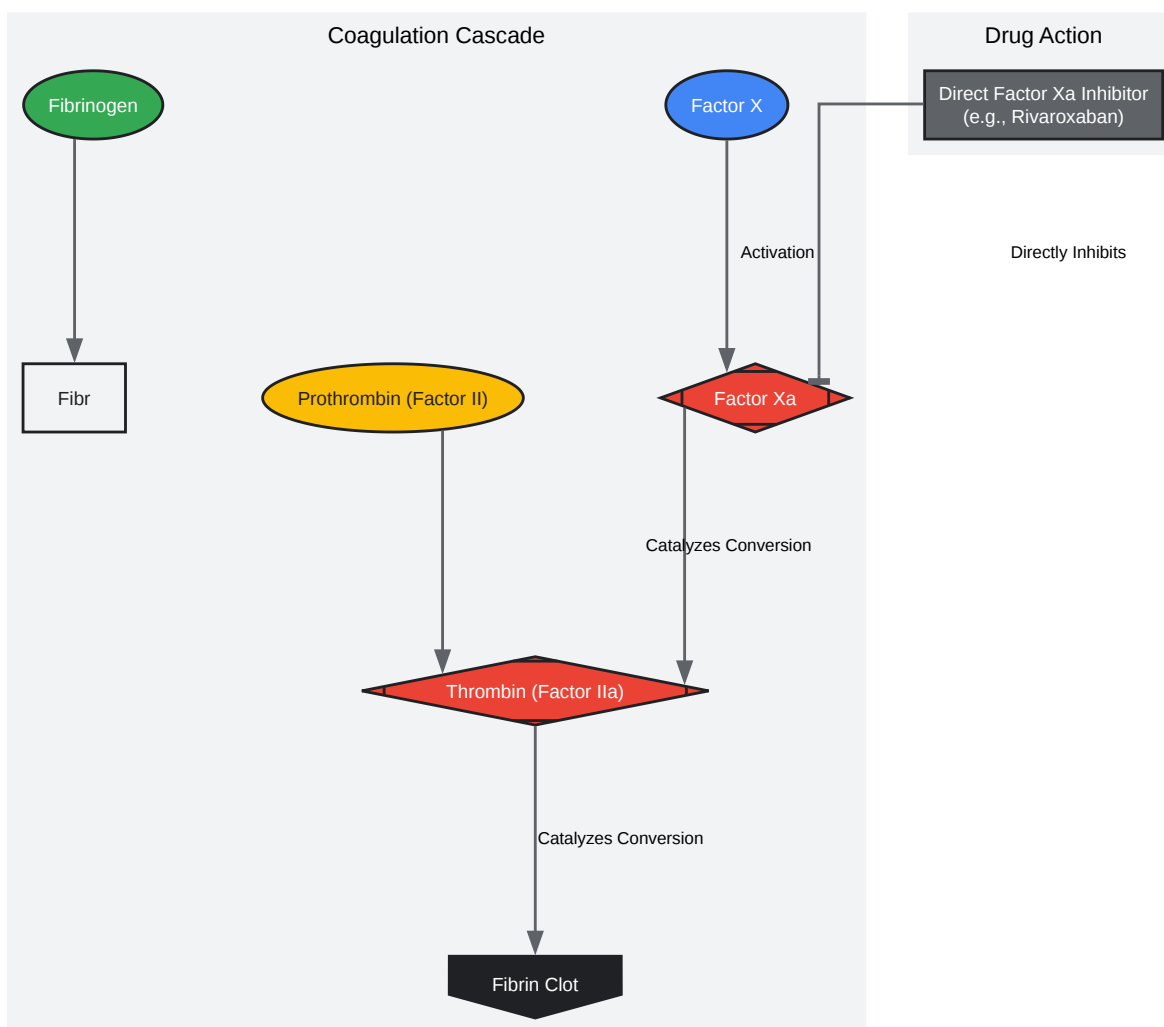 Coagulation Cascade
Drug Action
Fibrinogen
Factor X
Direct Factor Xa Inhibitor
(e.g., Rivaroxaban)
Activation
Directly Inhibits
Fibr
Prothrombin (Factor II)
Factor Xa
Catalyzes Conversion
Thrombin (Factor IIa)
Catalyzes Conversion
Fibrin Clot